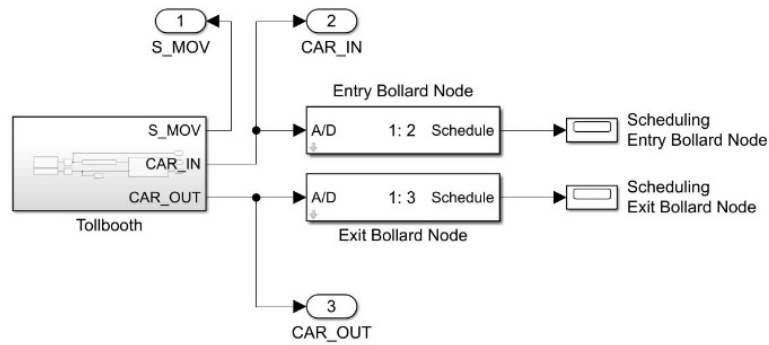 1
S_MOV
2
CAR_IN
Entry Bollard Node
S_MOV
CAR_IN
CAR_OUT
Tollbooth
A/D 1: 2 Schedule
Scheduling
Entry Bollard Node
A/D 1: 3 Schedule
Exit Bollard Node
Scheduling
Exit Bollard Node
3
CAR_OUT